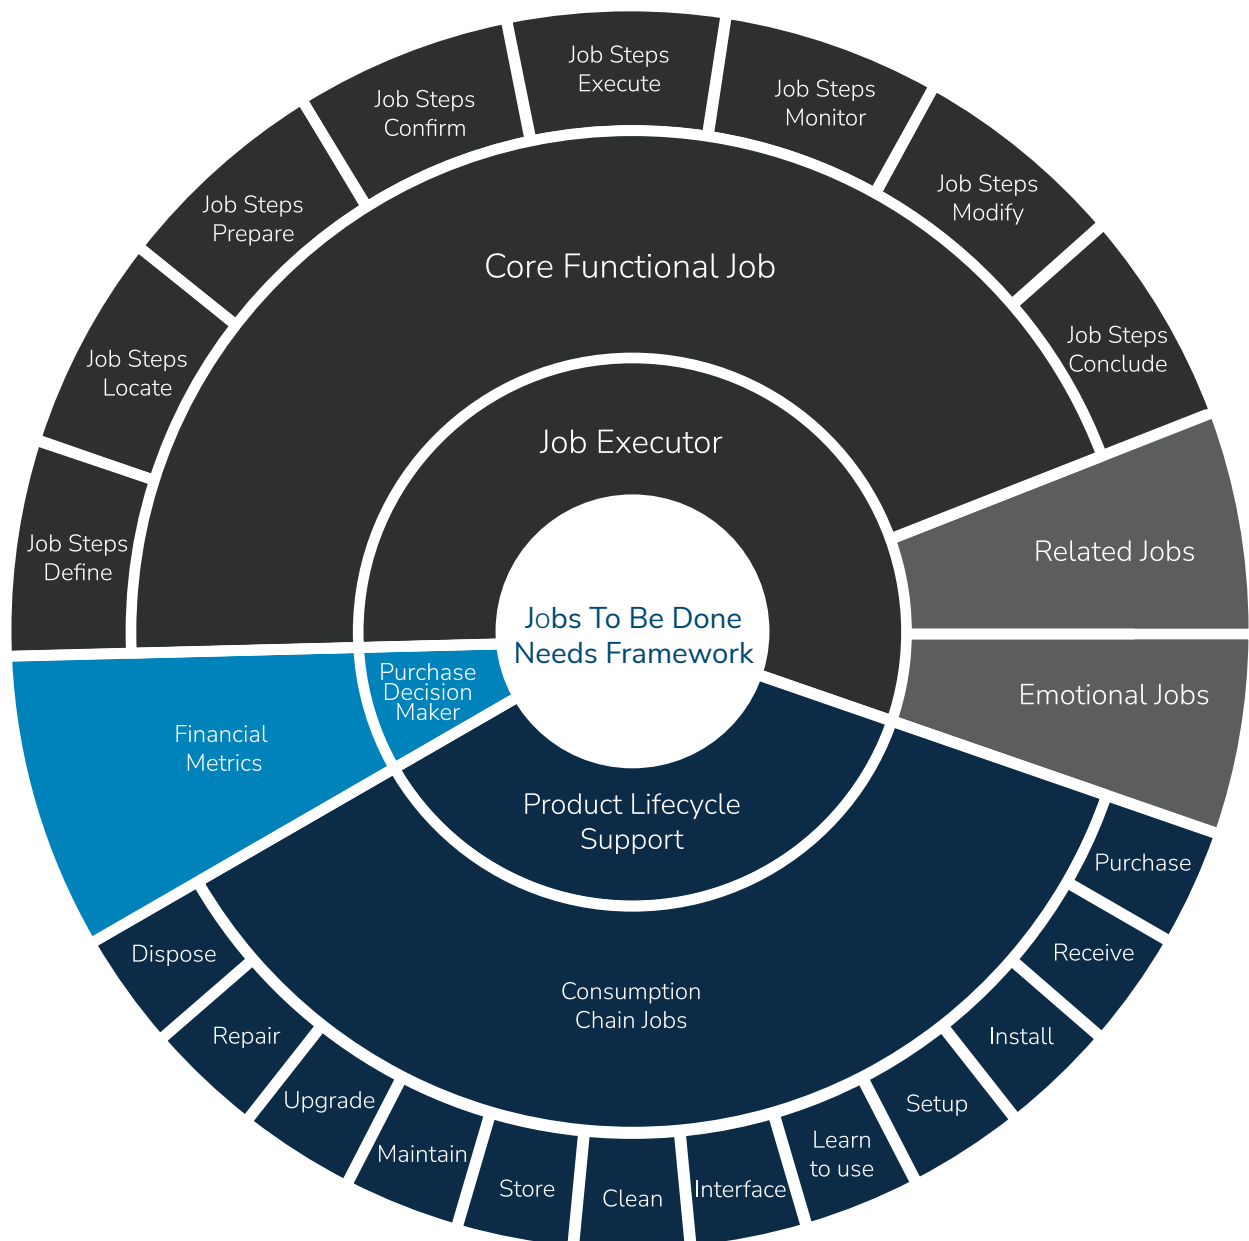 Job Steps
Execute
Job Steps
Monitor
Job Steps
Confirm
Job Steps
Modify
Job Steps
Prepare
Core Functional Job
Job Steps
Conclude
Job Steps
Locate
Job Executor
Job Steps
Define
Related Jobs
Jobs To Be Done
Needs Framework
Purchase
Decision
Maker
Emotional Jobs
Financial
Metrics
Product Lifecycle
Support
Purchase
Receive
Dispose
Consumption
Chain Jobs
Install
Repair
Setup
Upgrade
Learn
to use
Maintain
Interface
Store
Clean